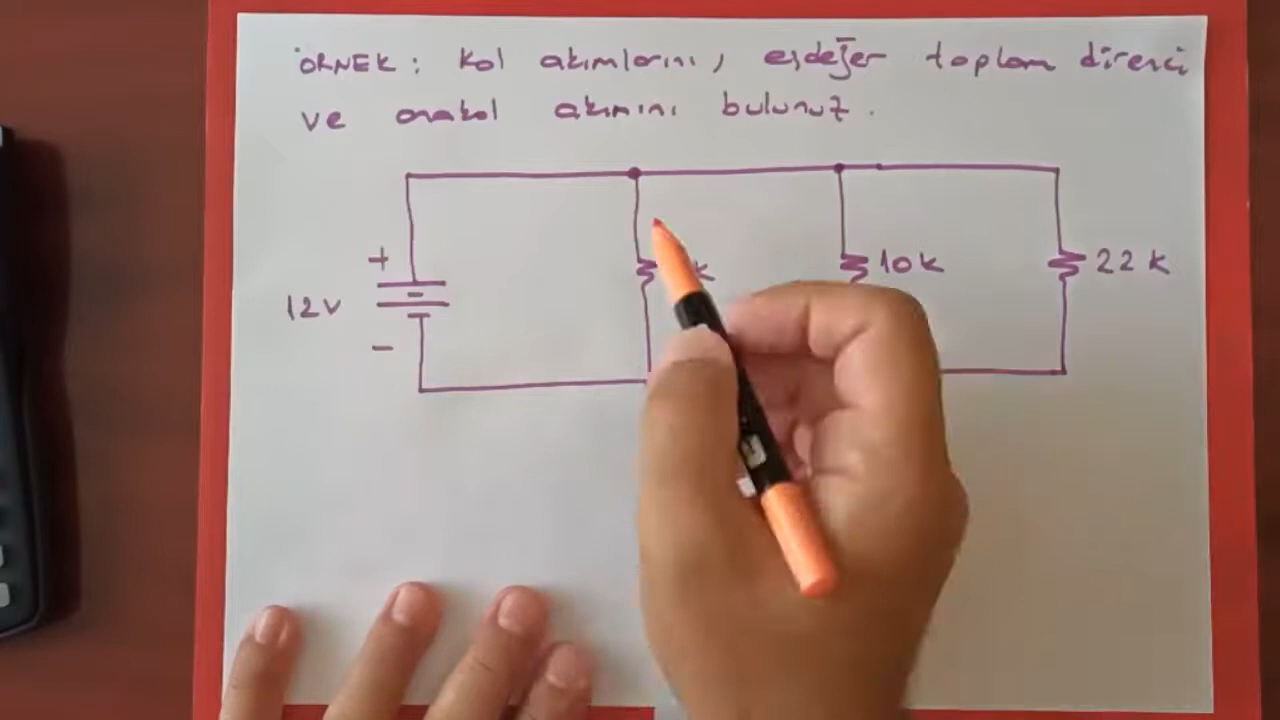 ÖRNEK: Kol akımlarını, eşdeğer toplam direnci
ve anakol akımını bulunuz.
+
12V
-
k
10k
22k